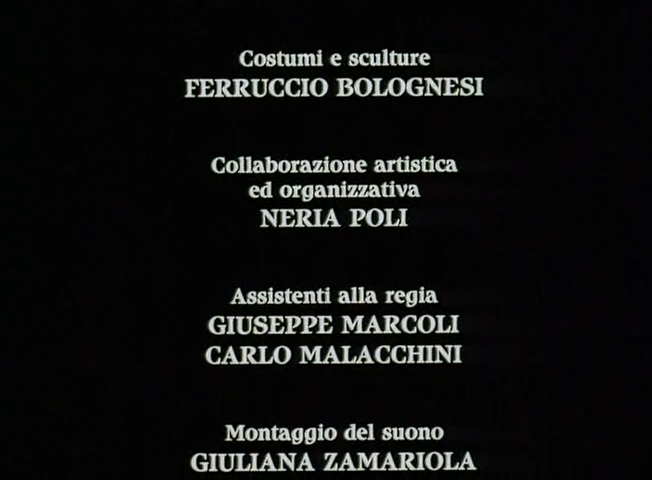 Costumi e sculture
FERRUCCIO BOLOGNESI
Collaborazione artistica
ed organizzativa
NERIA POLI
Assistenti alla regia
GIUSEPPE MARCOLI
CARLO MALACCHINI
Montaggio del suono
GIULIANA ZAMARIOLA